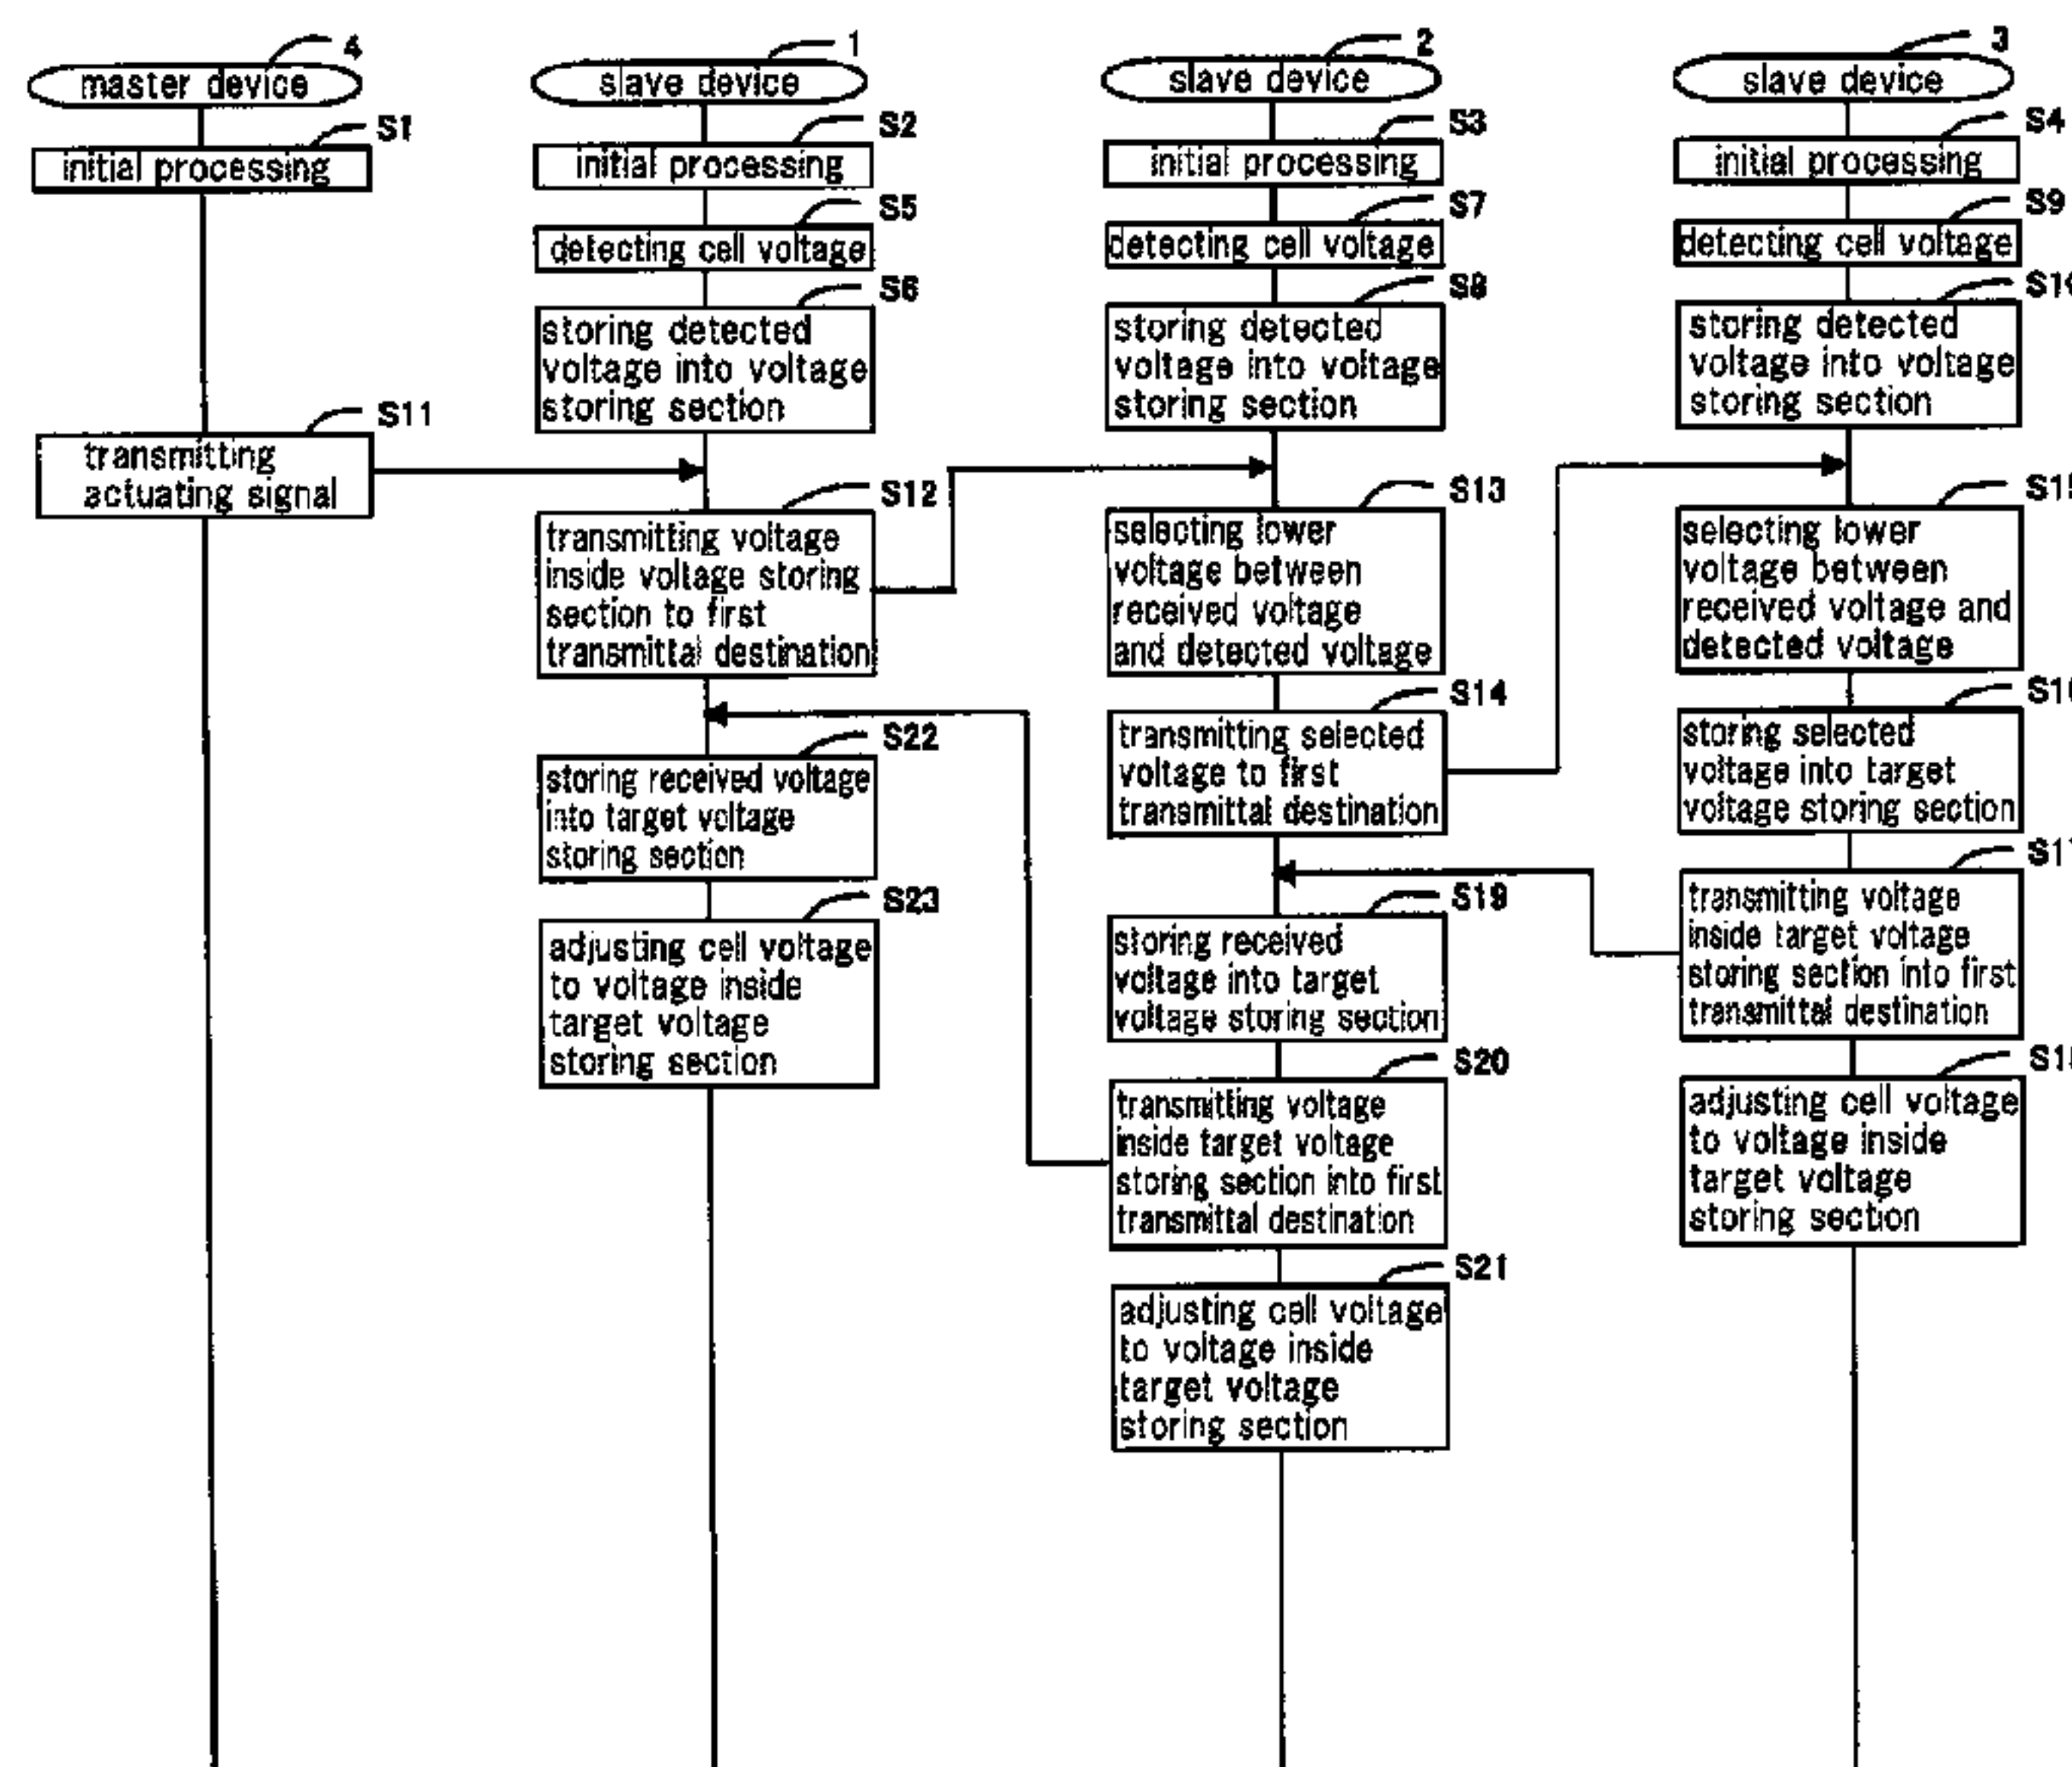 4
master device
S1
initial processing
S11
transmitting
actuating signal
1
slave device
S2
initial processing
S5
detecting cell voltage
S6
storing detected
voltage into voltage
storing section
S12
transmitting voltage
inside voltage storing
section to first
transmittal destination
S22
storing received voltage
into target voltage
storing section
S23
adjusting cell voltage
to voltage inside
target voltage
storing section
2
slave device
S3
initial processing
S7
detecting cell voltage
S8
storing detected
voltage into voltage
storing section
S13
selecting lower
voltage between
received voltage
and detected voltage
S14
transmitting selected
voltage to first
transmittal destination
S19
storing received
voltage into target
voltage storing section
S20
transmitting voltage
inside target voltage
storing section into first
transmittal destination
S21
adjusting cell voltage
to voltage inside
target voltage
storing section
3
slave device
S4
initial processing
S9
detecting cell voltage
storing detected
voltage into voltage
storing section
selecting lower
voltage between
received voltage and
detected voltage
storing selected
voltage into target
voltage storing section
transmitting voltage
inside target voltage
storing section into first
transmittal destination
adjusting cell voltage
to voltage inside
target voltage
storing section